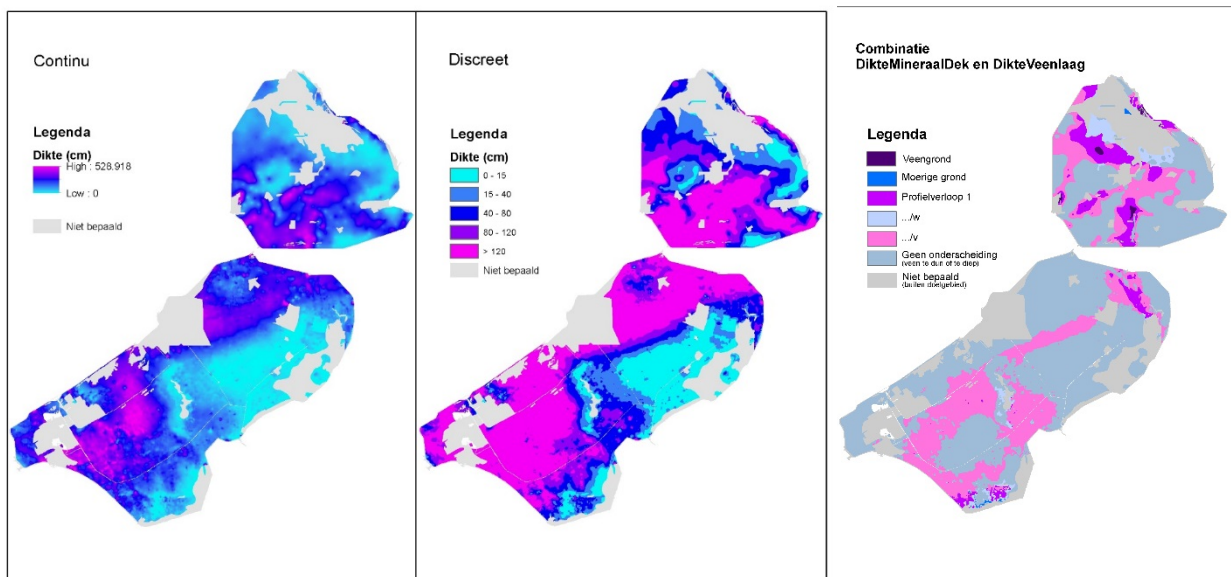 Continu
Legenda
Dikte (cm)
High : 528.918
Low : 0
Niet bepaald
Discreet
Legenda
Dikte (cm)
0 - 15
15 - 40
40 - 80
80 - 120
> 120
Niet bepaald
Combinatie
DikteMineraalDek en DikteVeenlaag
Legenda
Veengrond
Moerige grond
Profielverloop 1
.../w
.../v
Geen onderscheiding
(veen te dun of te diep)
Niet bepaald
(buiten doelgebied)